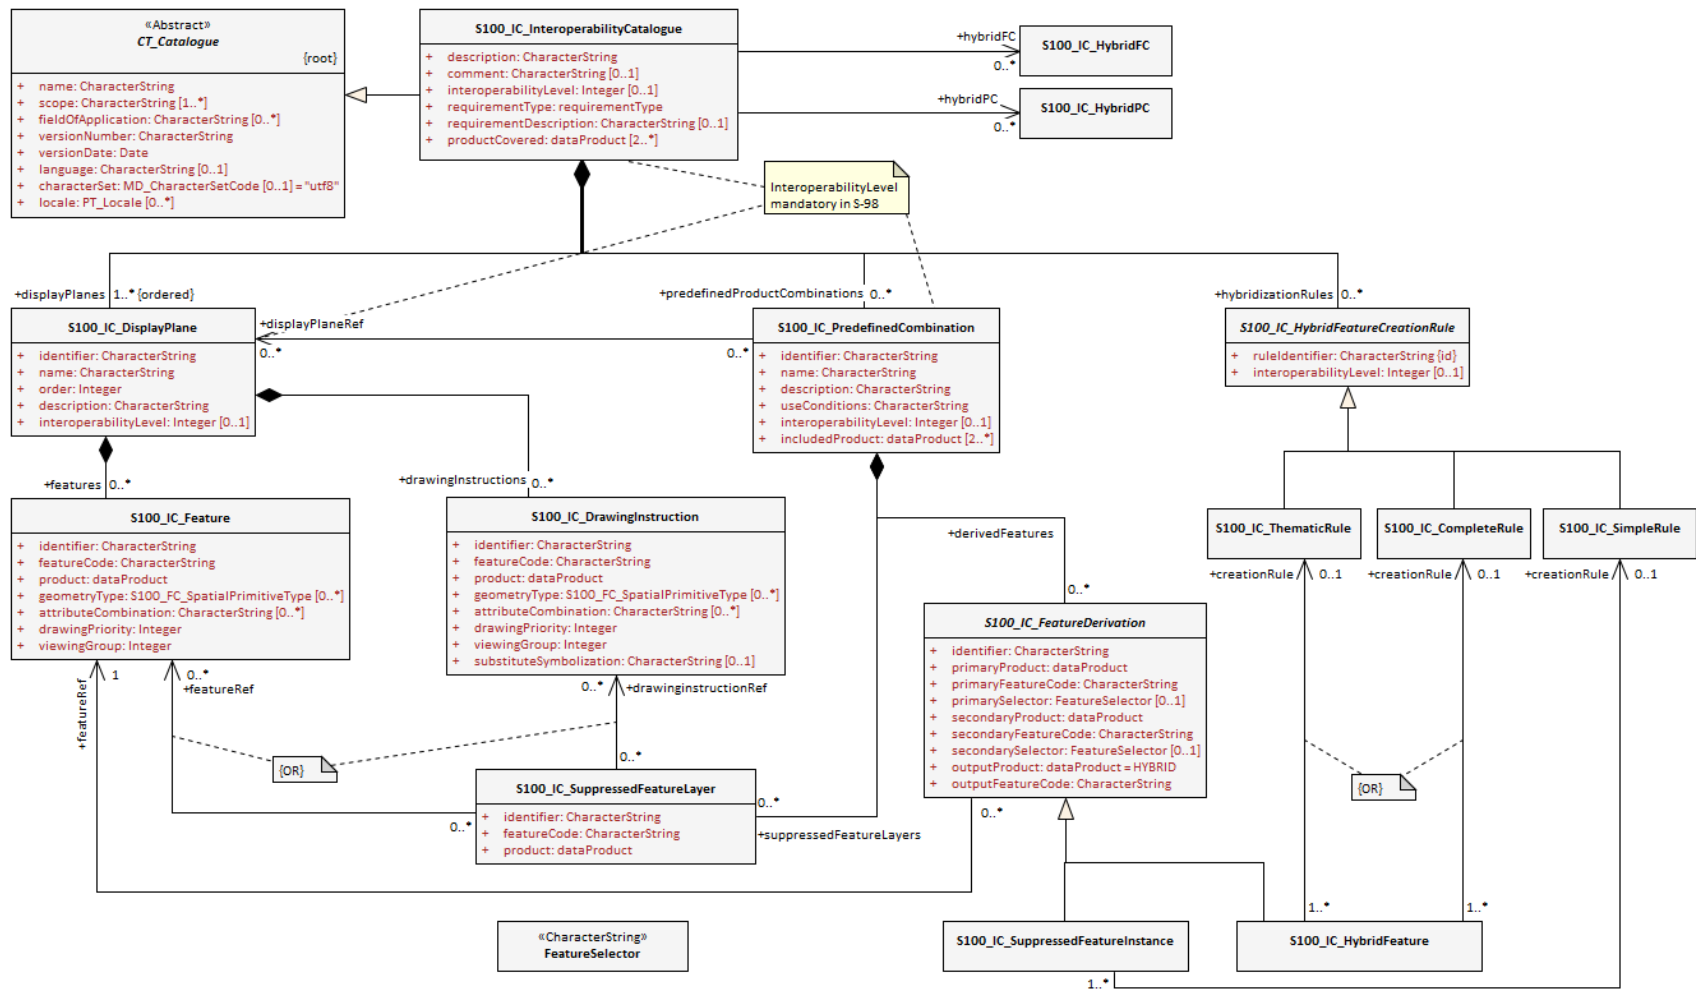 «Abstract»
CT_Catalogue
{root}
+ name: CharacterString
+ scope: CharacterString [1..*]
+ fieldOfApplication: CharacterString [0..*]
+ versionNumber: CharacterString
+ versionDate: Date
+ language: CharacterString [0..1]
+ characterSet: MD_CharacterSetCode [0..1] = "utf8"
+ locale: PT_Locale [0..*]
S100_IC_InteroperabilityCatalogue
+ description: CharacterString
+ comment: CharacterString [0..1]
+ interoperabilityLevel: Integer [0..1]
+ requirementType: requirementType
+ requirementDescription: CharacterString [0..1]
+ productCovered: dataProduct [2..*]
+hybridFC
0..*
S100_IC_HybridFC
+hybridPC
0..*
S100_IC_HybridPC
InteroperabilityLevel
mandatory in S-98
+displayPlanes 1..* {ordered}
+predefinedProductCombinations 0..*
+hybridizationRules 0..*
S100_IC_DisplayPlane
+ identifier: CharacterString
+ name: CharacterString
+ order: Integer
+ description: CharacterString
+ interoperabilityLevel: Integer [0..1]
+displayPlaneRef
0..*
0..*
S100_IC_PredefinedCombination
+ identifier: CharacterString
+ name: CharacterString
+ description: CharacterString
+ useConditions: CharacterString
+ interoperabilityLevel: Integer [0..1]
+ includedProduct: dataProduct [2..*]
S100_IC_HybridFeatureCreationRule
+ ruleIdentifier: CharacterString {id}
+ interoperabilityLevel: Integer [0..1]
+features 0..*
+drawingInstructions 0..*
S100_IC_Feature
+ identifier: CharacterString
+ featureCode: CharacterString
+ product: dataProduct
+ geometryType: S100_FC_SpatialPrimitiveType [0..*]
+ attributeCombination: CharacterString [0..*]
+ drawingPriority: Integer
+ viewingGroup: Integer
S100_IC_DrawingInstruction
+ identifier: CharacterString
+ featureCode: CharacterString
+ product: dataProduct
+ geometryType: S100_FC_SpatialPrimitiveType [0..*]
+ attributeCombination: CharacterString [0..*]
+ drawingPriority: Integer
+ viewingGroup: Integer
+ substituteSymbolization: CharacterString [0..1]
+derivedFeatures
0..*
S100_IC_ThematicRule
S100_IC_CompleteRule
S100_IC_SimpleRule
+creationRule 0..1
+creationRule 0..1
+creationRule 0..1
S100_IC_FeatureDerivation
+ identifier: CharacterString
+ primaryProduct: dataProduct
+ primaryFeatureCode: CharacterString
+ primarySelector: FeatureSelector [0..1]
+ secondaryProduct: dataProduct
+ secondaryFeatureCode: CharacterString
+ secondarySelector: FeatureSelector [0..1]
+ outputProduct: dataProduct = HYBRID
+ outputFeatureCode: CharacterString
+featureRef
1
0..*
+featureRef
0..* +drawinginstructionRef
{OR}
0..*
{OR}
S100_IC_SuppressedFeatureLayer
+ identifier: CharacterString
+ featureCode: CharacterString
+ product: dataProduct
0..*
0..*
+suppressedFeatureLayers
0..*
«CharacterString»
FeatureSelector
S100_IC_SuppressedFeatureInstance
1..*
1..*
1..*
S100_IC_HybridFeature